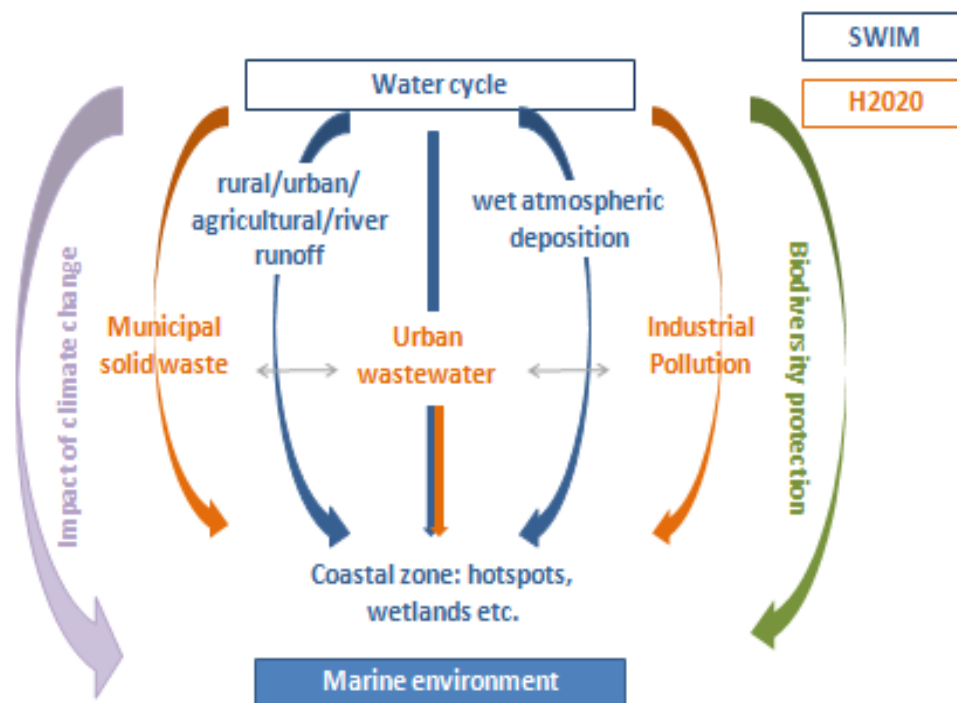 SWIM
Water cycle
H2020
rural/urban/
agricultural/river
runoff
wet atmospheric
deposition
Impact of climate change
Biodiversity protection
Municipal
solid waste
Urban
wastewater
Industrial
Pollution
Coastal zone: hotspots,
wetlands etc.
Marine environment